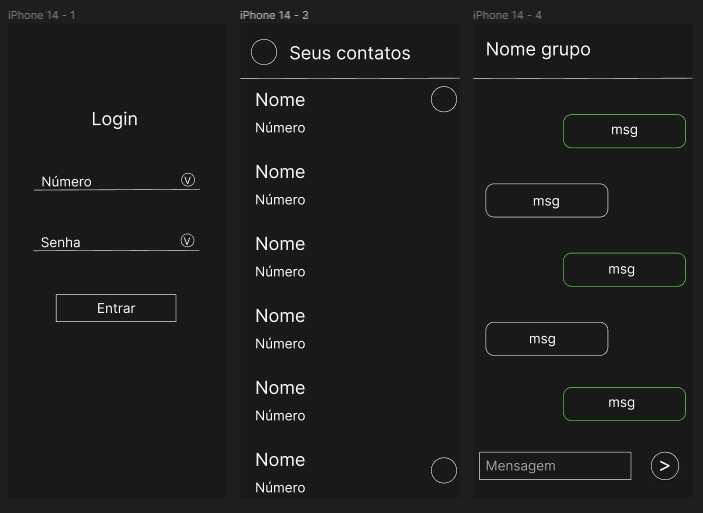 iPhone 14 - 1
Login
Número
V
Senha
V
Entrar
iPhone 14 - 3
Seus contatos
Nome
Número
Nome
Número
Nome
Número
Nome
Número
Nome
Número
Nome
Número
iPhone 14 - 4
Nome grupo
msg
msg
msg
msg
msg
Mensagem
>